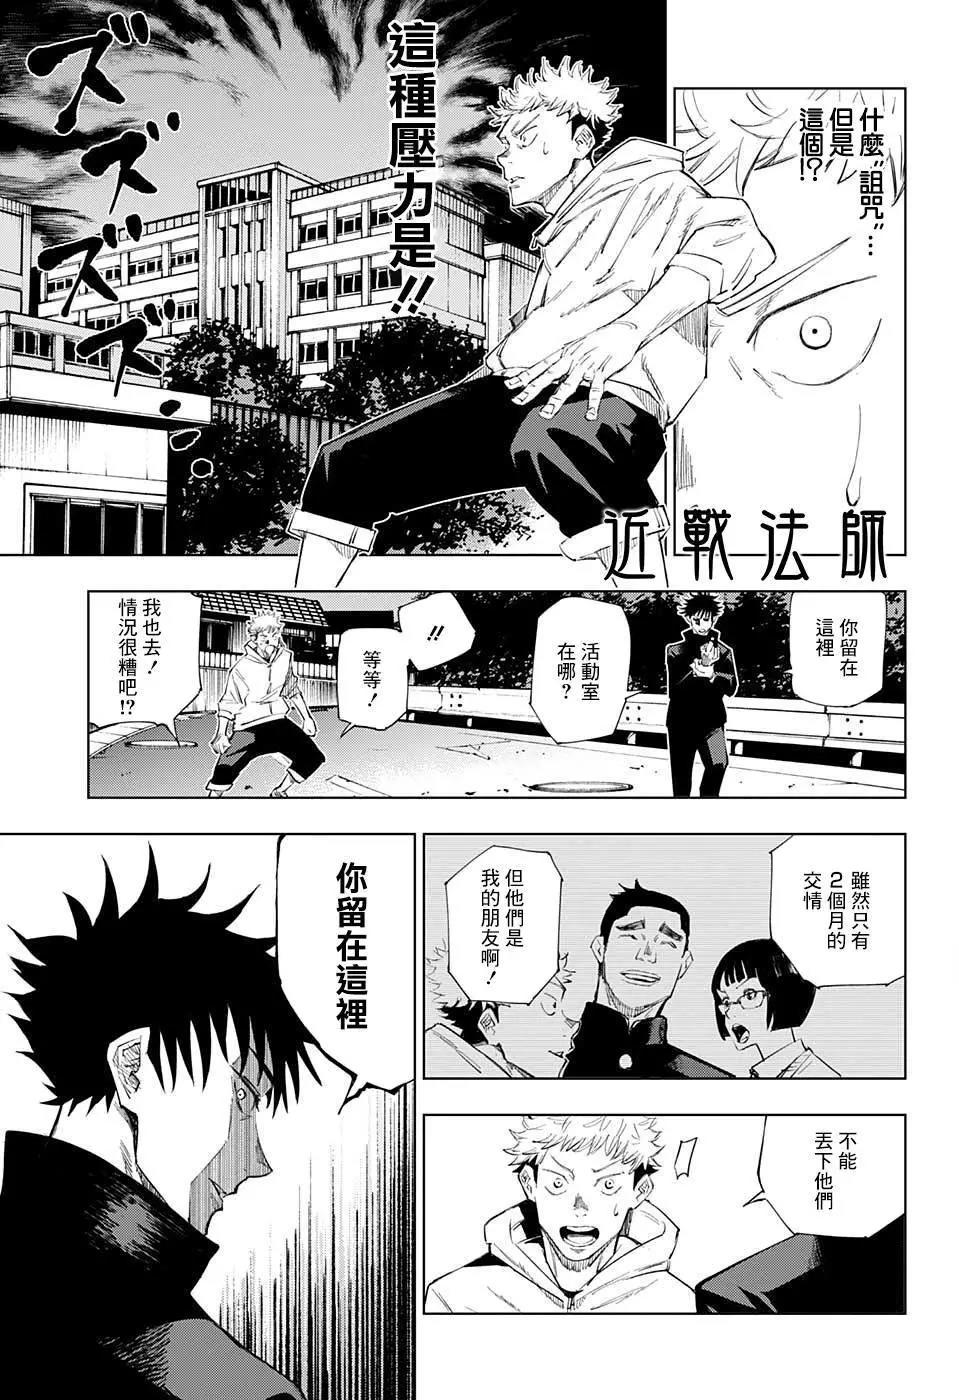 什麼"詛咒"…
但是
這個!?
這種壓力是!!
ズズズズズ…
近戰法師
你留在
這裡
活動室
在哪?
!!
等等!
我也去!
情況很糟吧!?
雖然只有
2個月的
交情
但他們是
我的朋友啊!
不能
丟下他們
你留在這裡